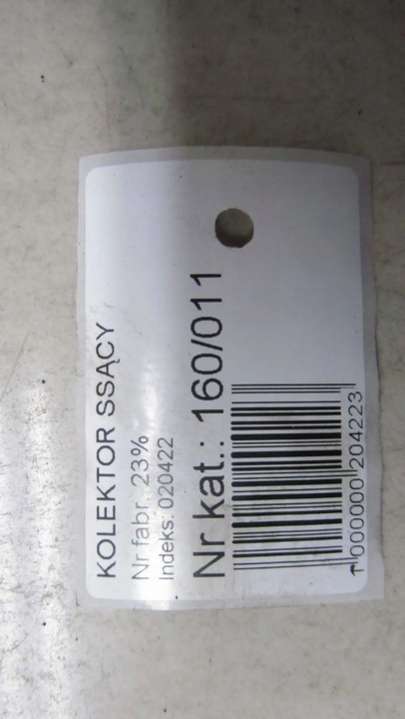 KOLEKTOR SSĄCY
Nr fabr. 23%
Indeks: 020422
Nr kat.: 160/011
1000000204223